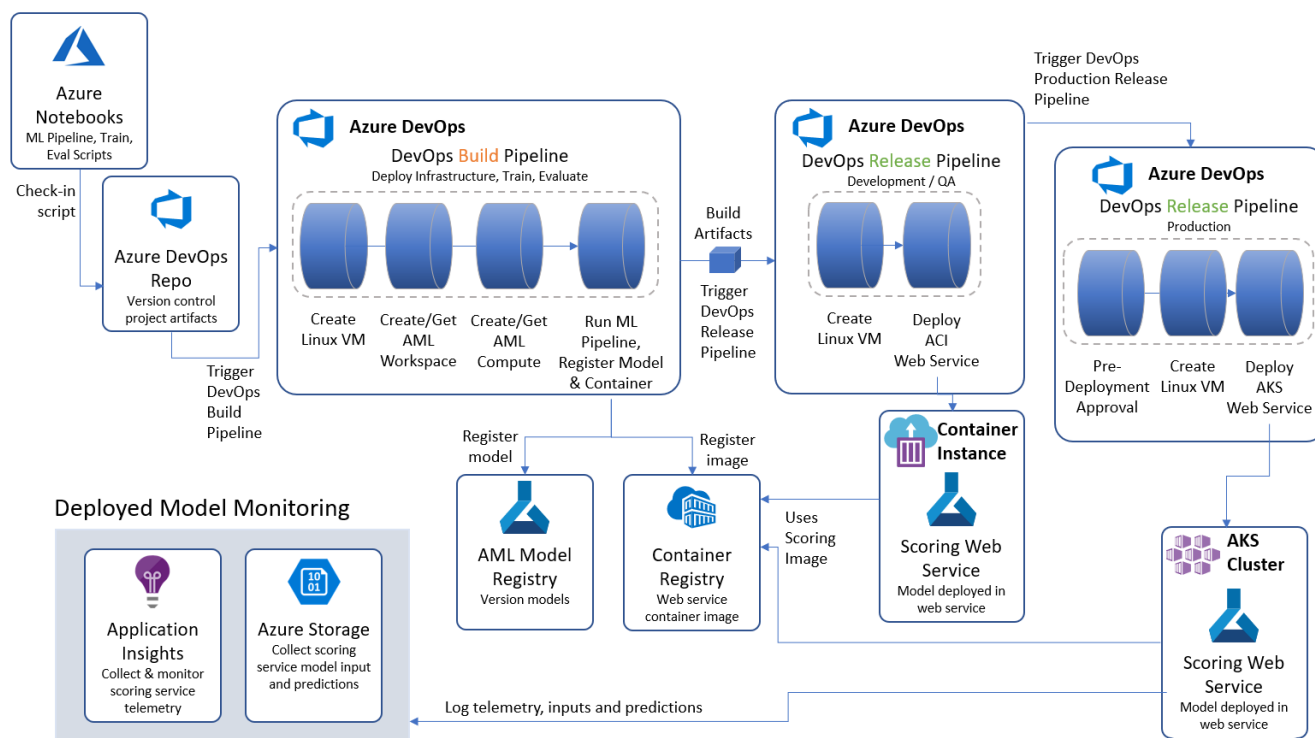 Azure
Notebooks
ML Pipeline, Train,
Eval Scripts
Check-in
script
Azure DevOps
Repo
Version control
project artifacts
Trigger
DevOps
Build
Pipeline
Azure DevOps
DevOps Build Pipeline
Deploy Infrastructure, Train, Evaluate
Create
Linux VM
Create/Get
AML
Workspace
Create/Get
AML
Compute
Run ML
Pipeline,
Register Model
& Container
Build
Artifacts
Trigger
DevOps
Release
Pipeline
Azure DevOps
DevOps Release Pipeline
Development / QA
Create
Linux VM
Deploy
ACI
Web Service
Trigger DevOps
Production Release
Pipeline
Azure DevOps
DevOps Release Pipeline
Production
Pre-
Deployment
Approval
Create
Linux VM
Deploy
AKS
Web Service
Register
model
Register
image
AML Model
Registry
Version models
Container
Registry
Web service
container image
Uses
Scoring
Image
Container
Instance
Scoring Web
Service
Model deployed in
web service
AKS
Cluster
Scoring Web
Service
Model deployed in
web service
Deployed Model Monitoring
Application
Insights
Collect & monitor
scoring service
telemetry
10
01
Azure Storage
Collect scoring
service model input
and predictions
Log telemetry, inputs and predictions